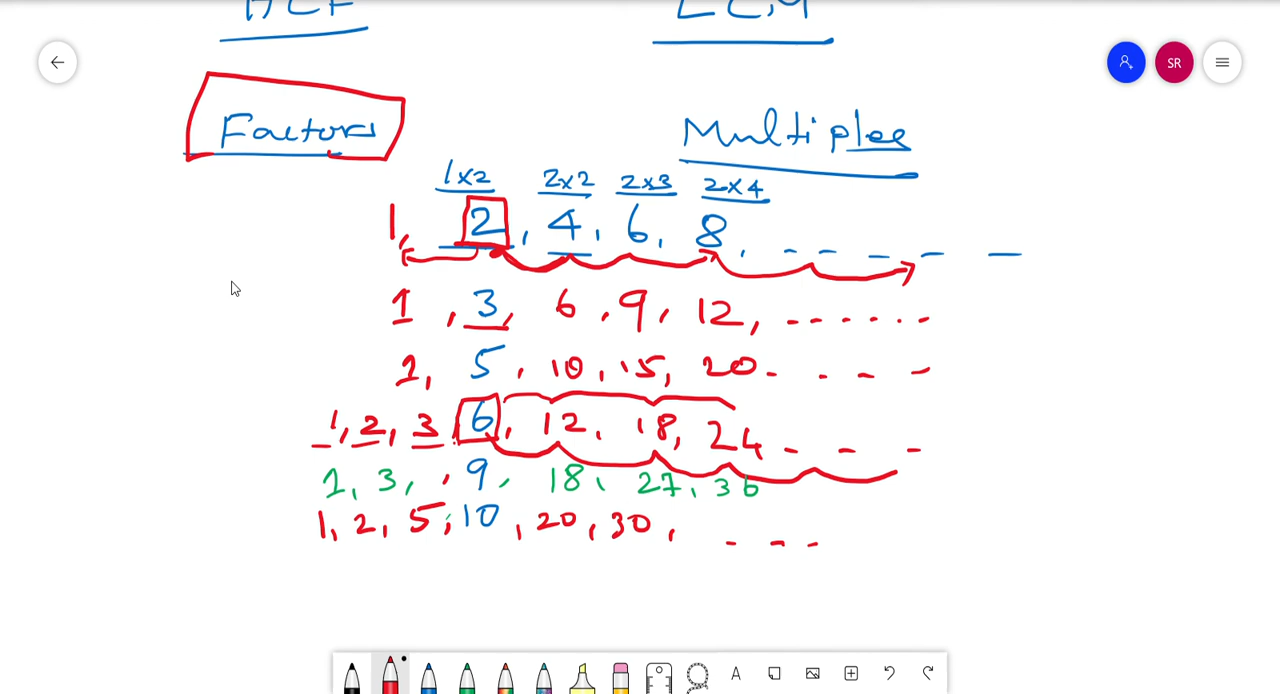 HCF LCM
SR
Factors Multiples
1x2 2x2 2x3 2x4
1, 2, 4, 6, 8, - - - - -
1, 3, 6, 9, 12, - - - - - -
1, 5, 10, 15, 20 - - - -
1, 2, 3, 6, 12, 18, 24 - - -
1, 3, , 9, 18, 27, 36
1, 2, 5, 10, 20, 30, - - -
A